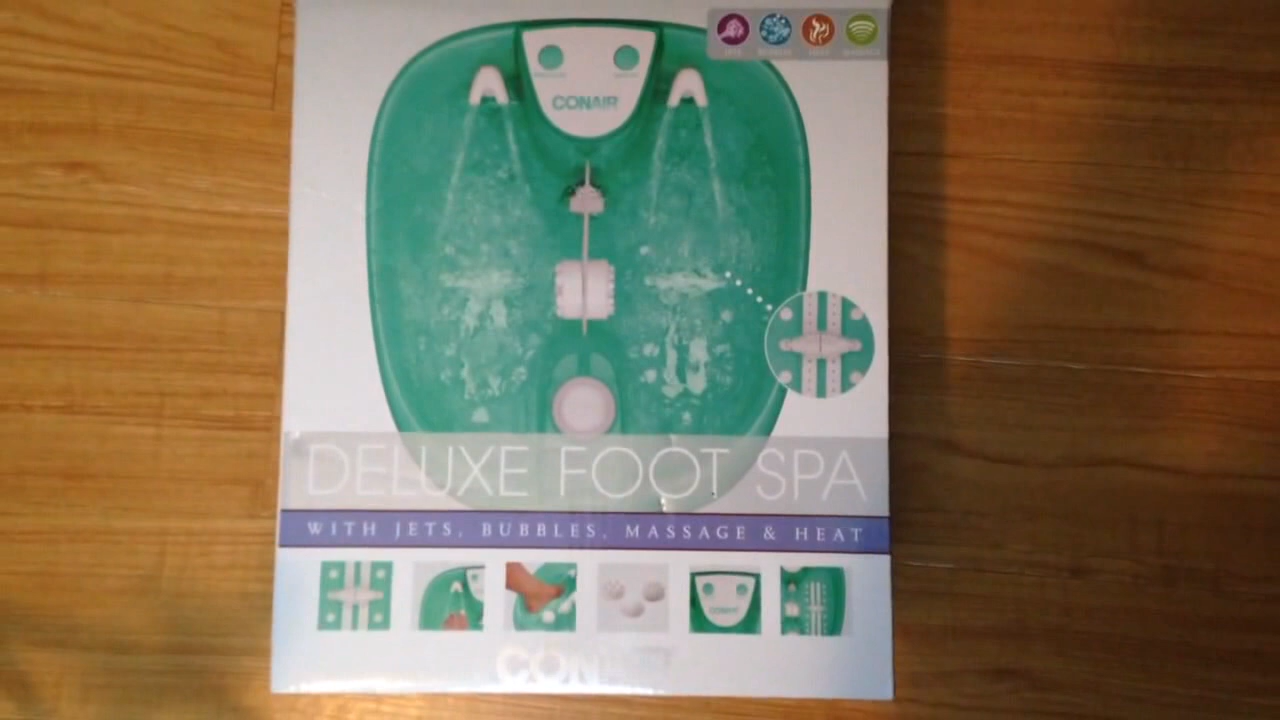 CONAIR
DELUXE FOOT SPA
WITH JETS, BUBBLES, MASSAGE & HEAT
CONAIR